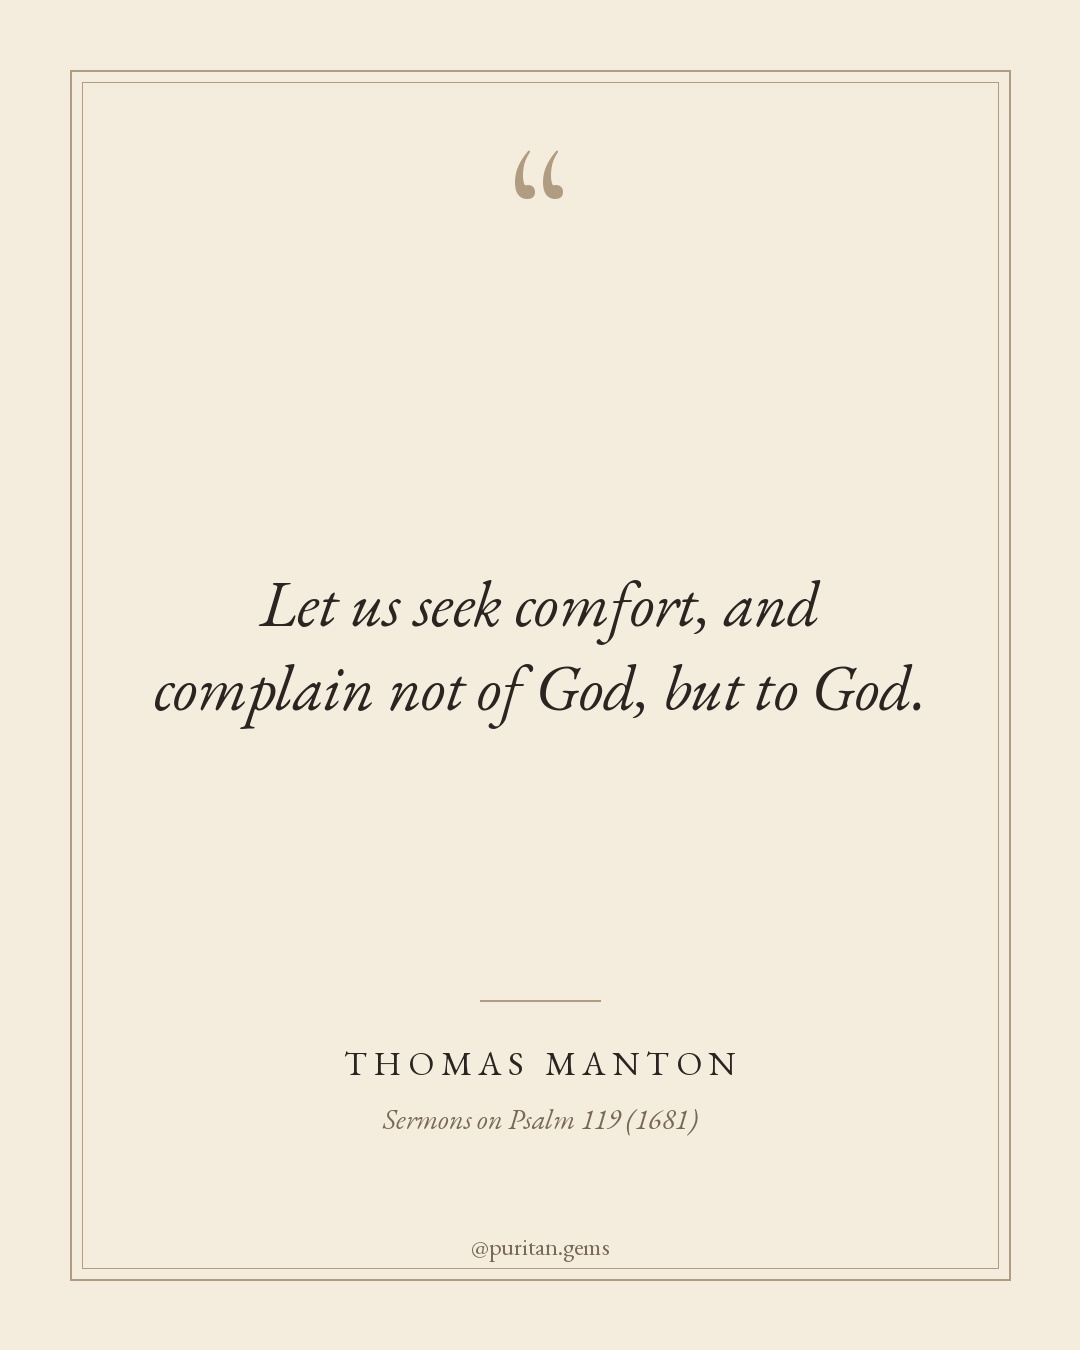 “
Let us seek comfort, and
complain not of God, but to God.
THOMAS MANTON
Sermons on Psalm 119 (1681)
@puritan.gems